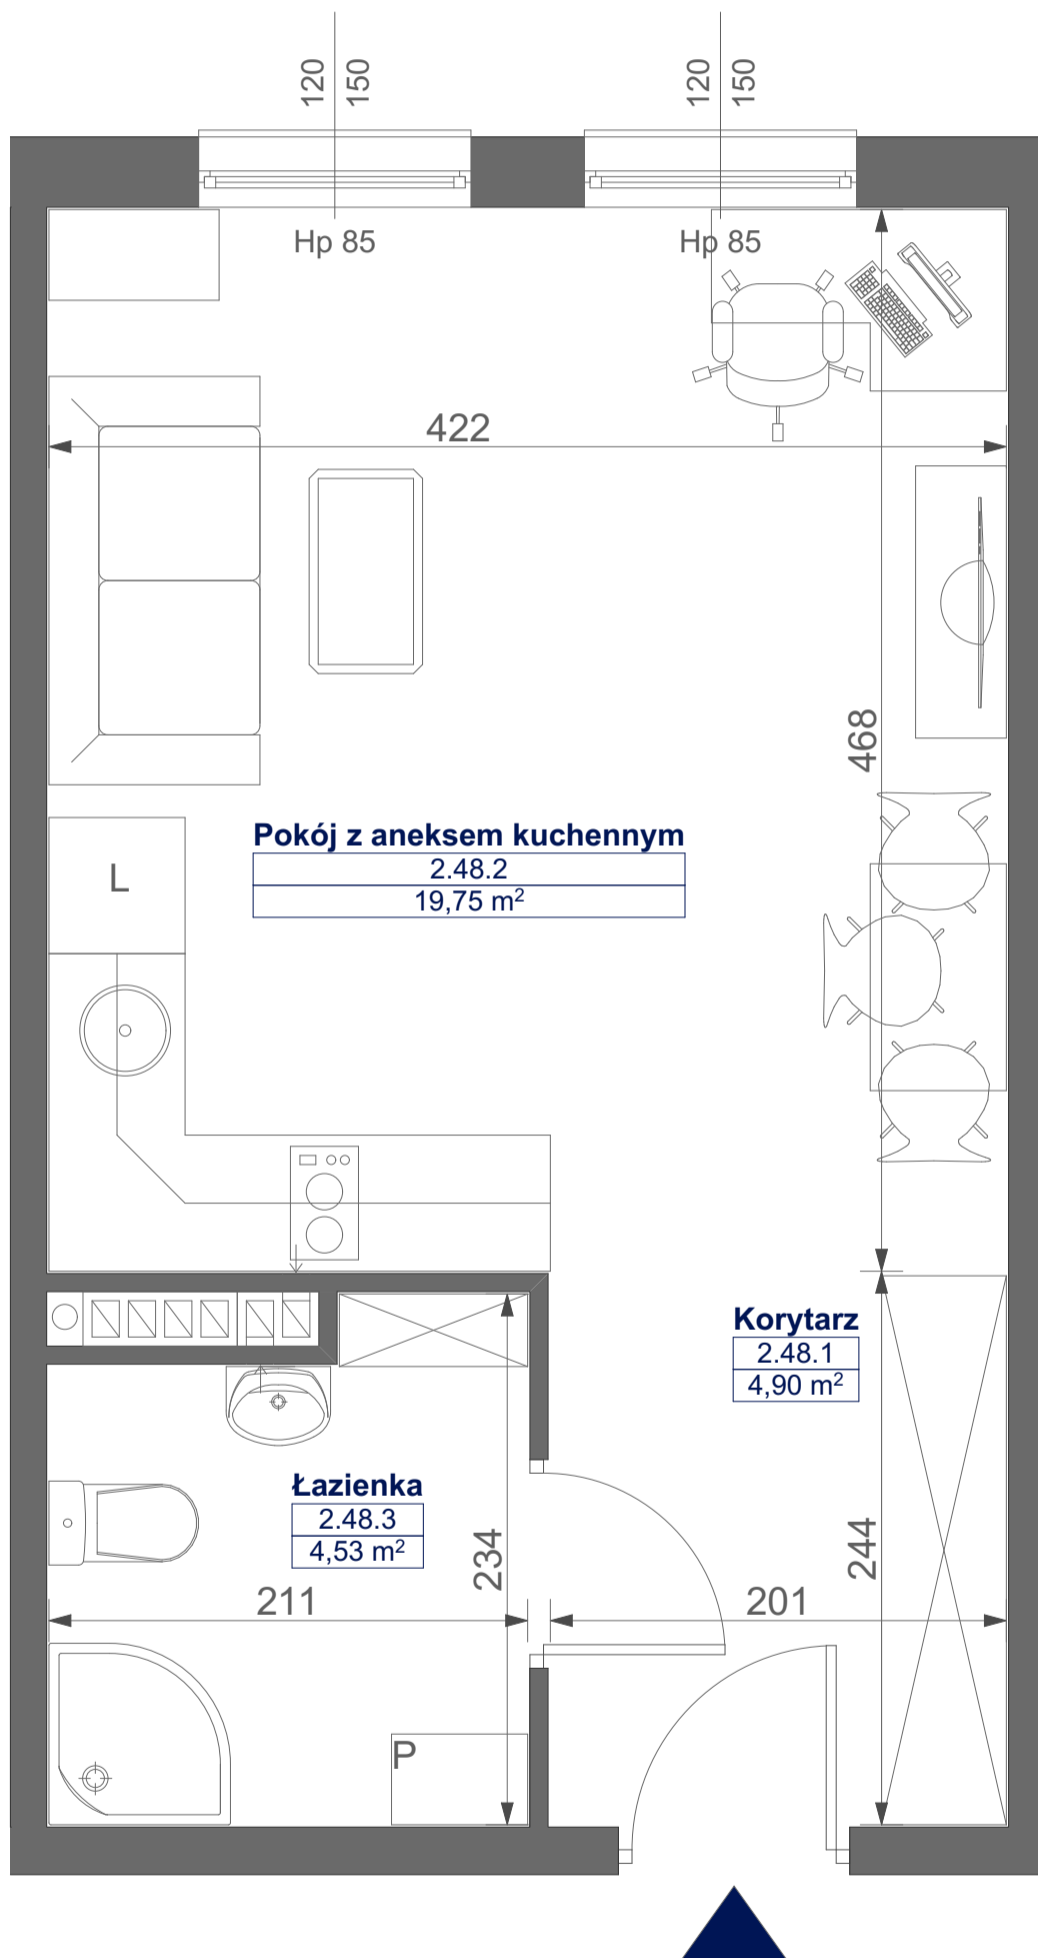 120
150
120
150
Hp 85
Hp 85
422
468
Pokój z aneksem kuchennym
2.48.2
19,75 m²
L
Korytarz
2.48.1
4,90 m²
Łazienka
2.48.3
4,53 m²
234
244
211
201
P